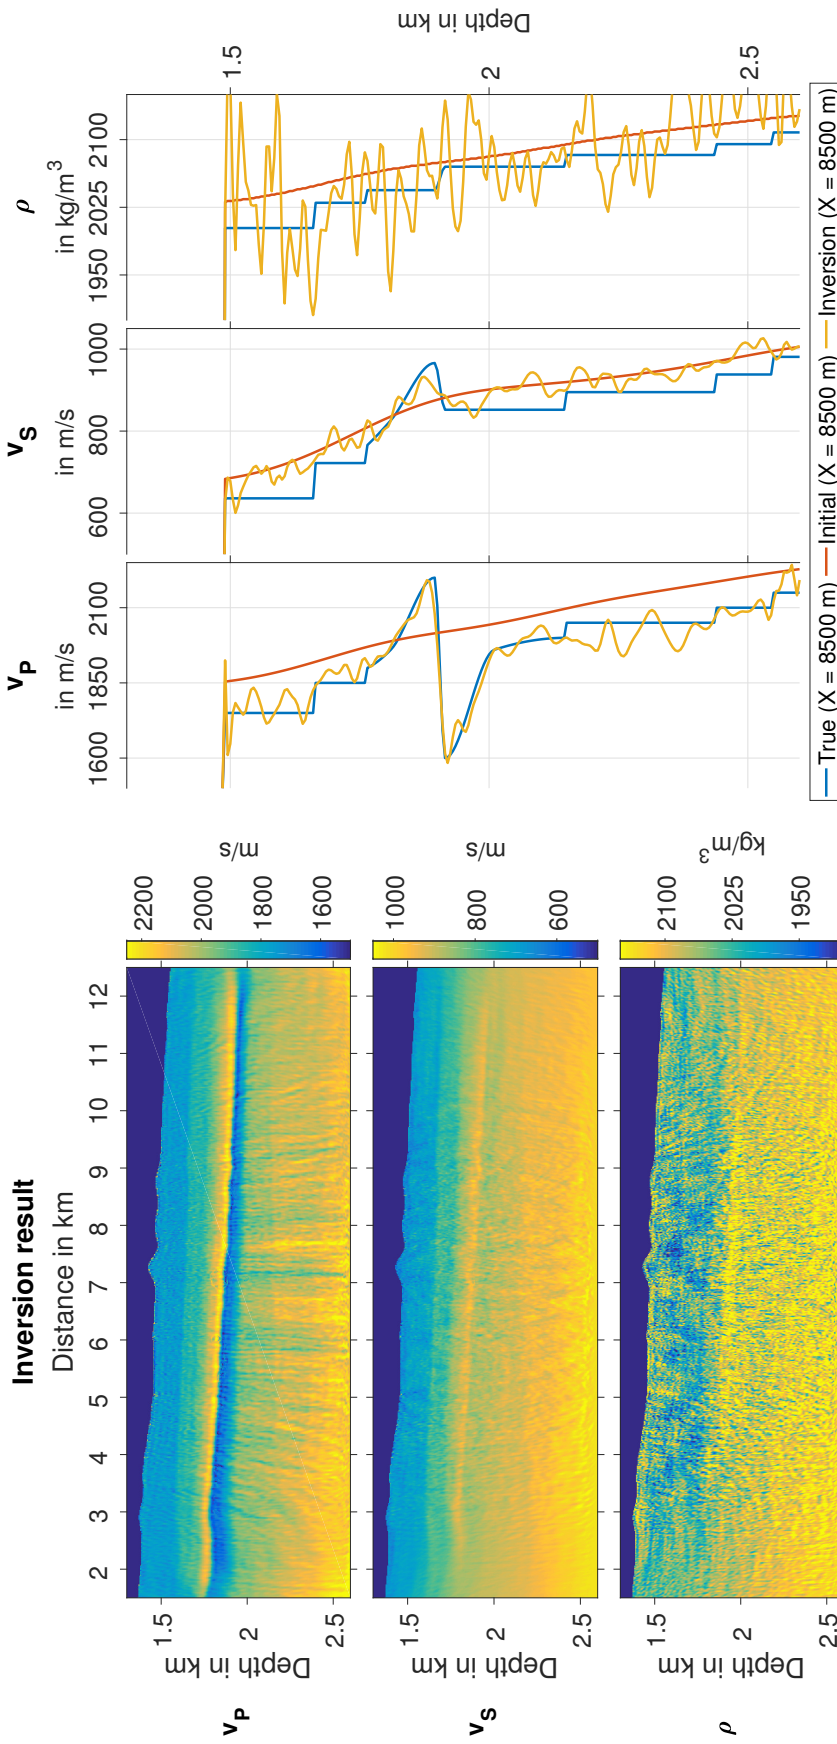 Inversion result
Distance in km
2 3 4 5 6 7 8 9 10 11 12
v_P
Depth in km
1.5
2
2.5
2200
2000
1800
1600
m/s
v_S
Depth in km
1.5
2
2.5
1000
800
600
m/s
ρ
Depth in km
1.5
2
2.5
2100
2025
1950
kg/m³
v_P
in m/s
1600 1850 2100
v_S
in m/s
600 800 1000
ρ
in kg/m³
1950 2025 2100
1.5
2
2.5
Depth in km
True (X = 8500 m) Initial (X = 8500 m) Inversion (X = 8500 m)